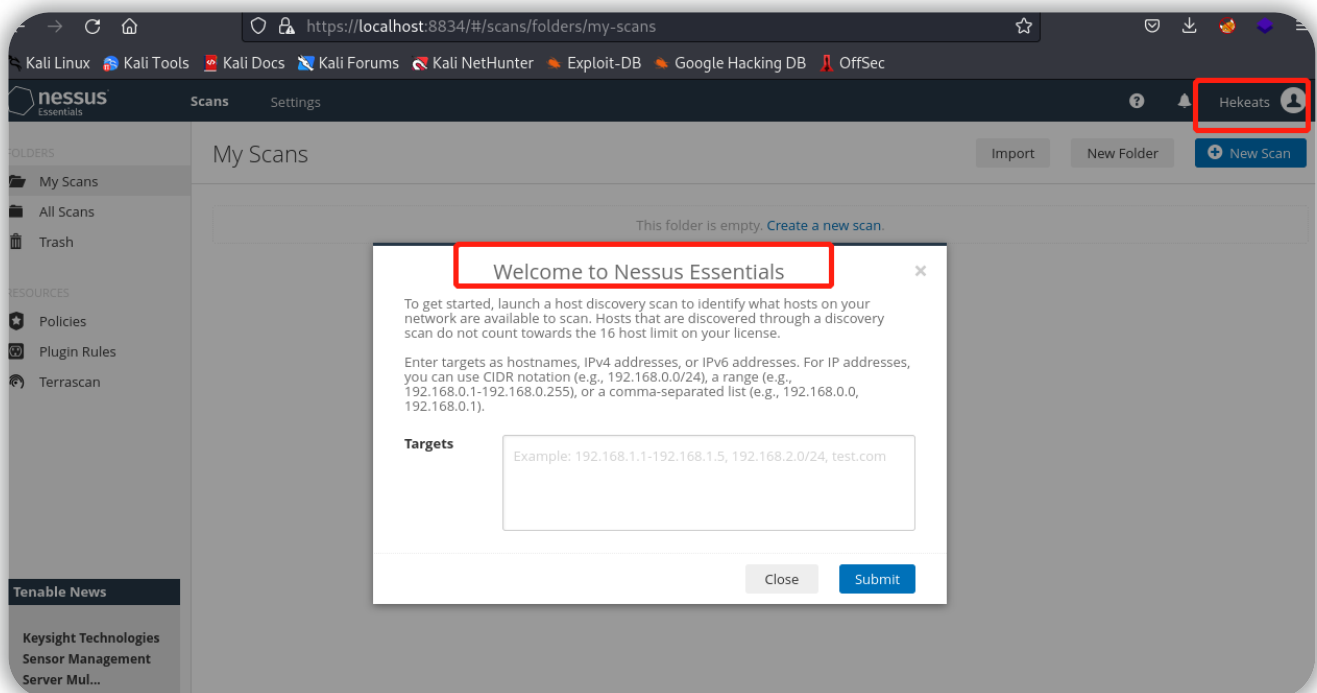 https://localhost:8834/#/scans/folders/my-scans
Kali Linux Kali Tools Kali Docs Kali Forums Kali NetHunter Exploit-DB Google Hacking DB OffSec
nessus Scans Settings Hekeats
Essentials
FOLDERS
My Scans Import New Folder New Scan
My Scans
All Scans
Trash
This folder is empty. Create a new scan.
RESOURCES
Policies
Plugin Rules
Terrascan
Welcome to Nessus Essentials
To get started, launch a host discovery scan to identify what hosts on your
network are available to scan. Hosts that are discovered through a discovery
scan do not count towards the 16 host limit on your license.
Enter targets as hostnames, IPv4 addresses, or IPv6 addresses. For IP addresses,
you can use CIDR notation (e.g., 192.168.0.0/24), a range (e.g.,
192.168.0.1-192.168.0.255), or a comma-separated list (e.g., 192.168.0.0,
192.168.0.1).
Targets
Example: 192.168.1.1-192.168.1.5, 192.168.2.0/24, test.com
Close Submit
Tenable News
Keysight Technologies
Sensor Management
Server Mul...